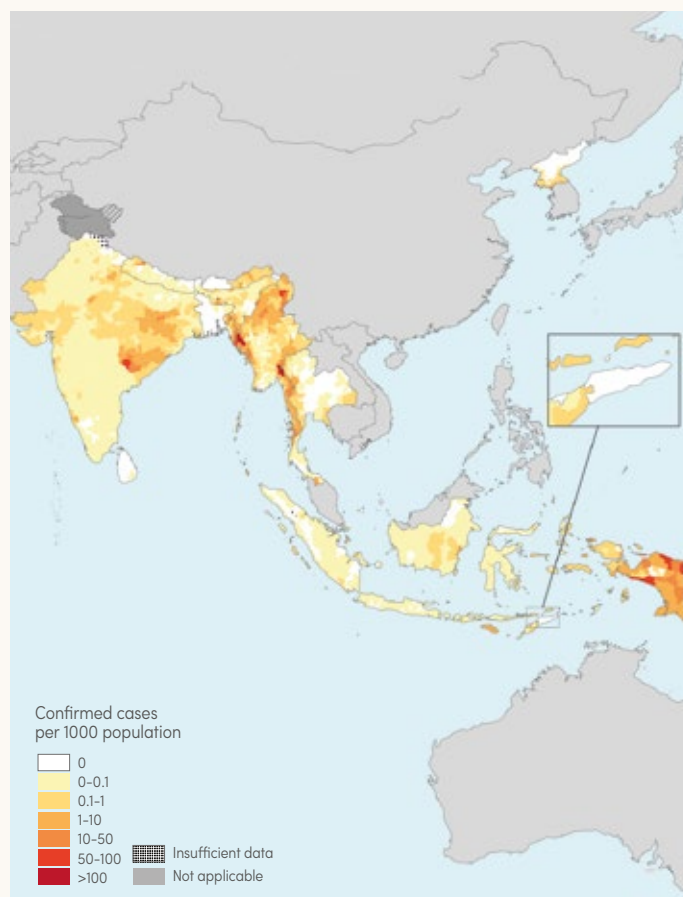 Confirmed cases
per 1000 population
0
0–0.1
0.1–1
1–10
10–50
50–100
>100
Insufficient data
Not applicable